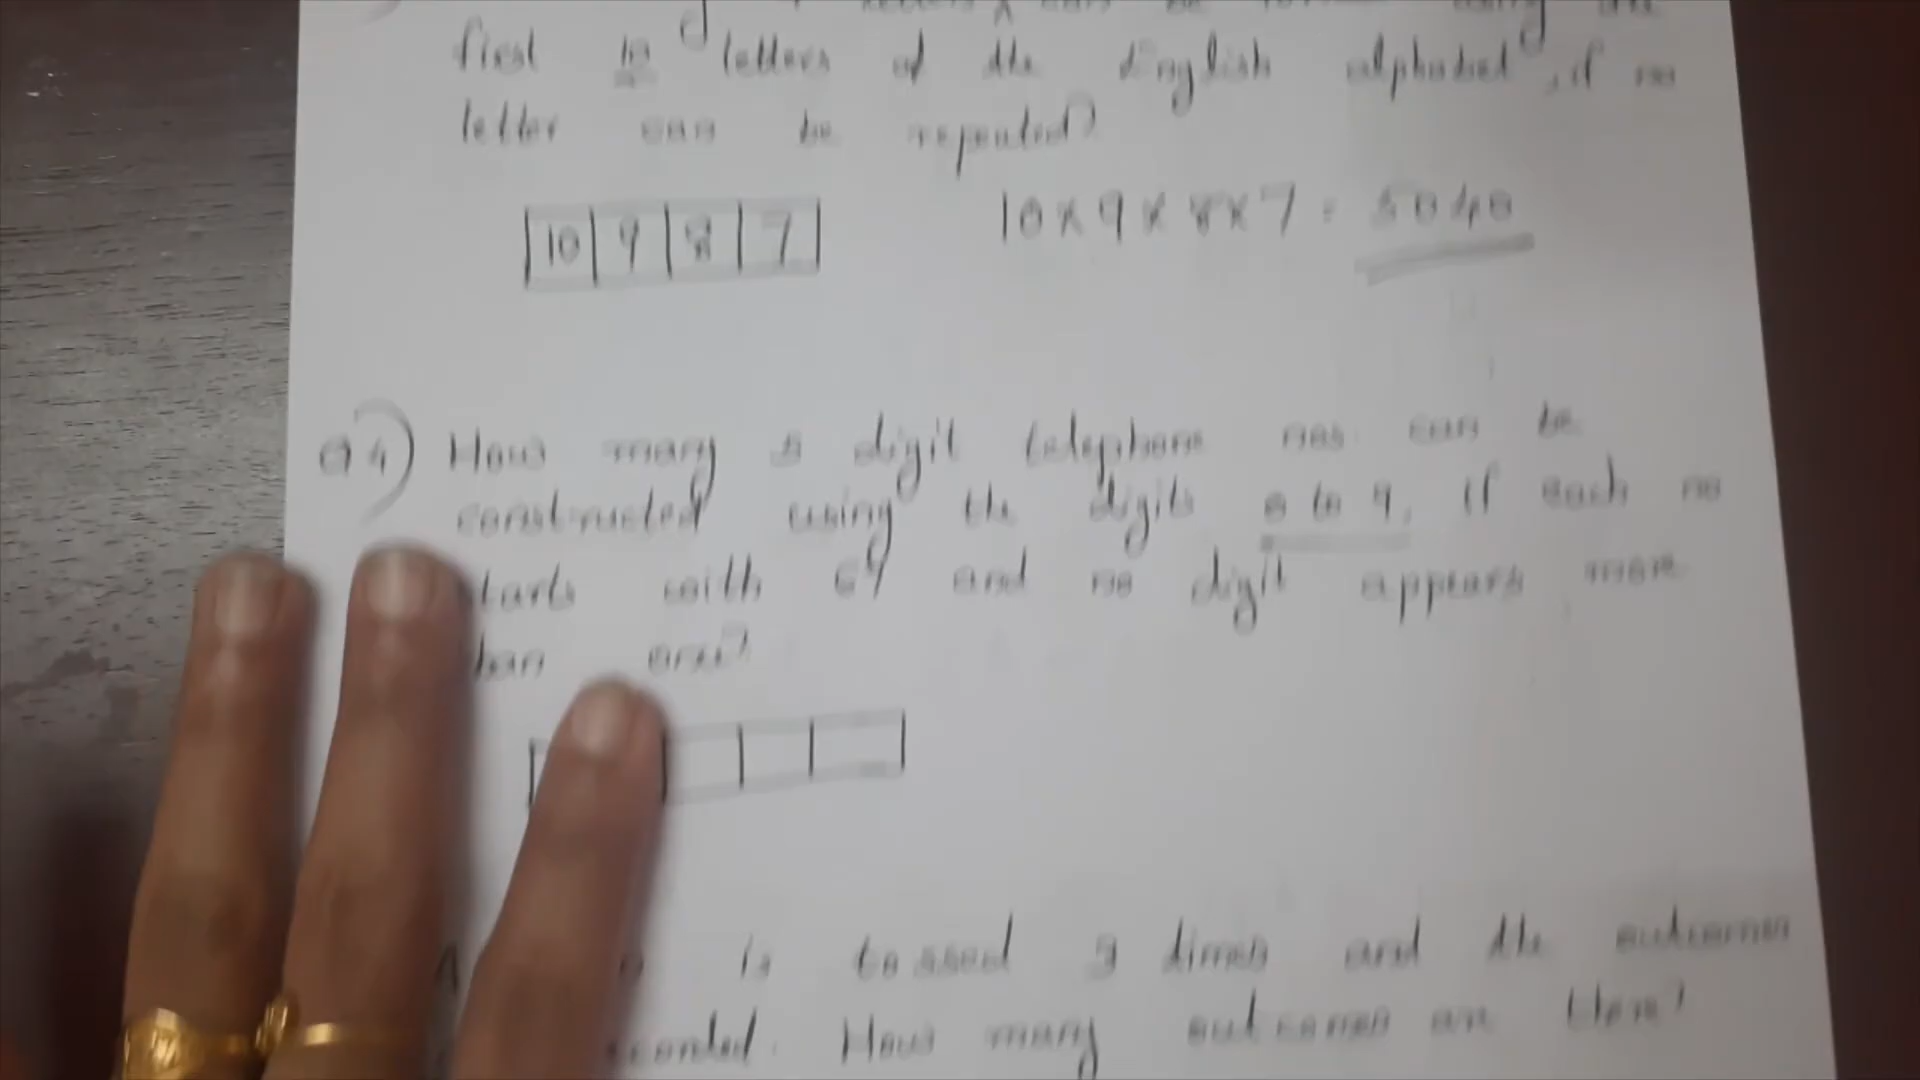 first 10 letters of the English alphabet, if no
letter can be repeated?
10 9 8 7
10 x 9 x 8 x 7 = 5040
Q4) How many 5 digit telephone nos can be
constructed using the digits 0 to 9, if each no
starts with 67 and no digit appears more
than once?
is tossed 3 times and the outcomes
How many outcomes are there?